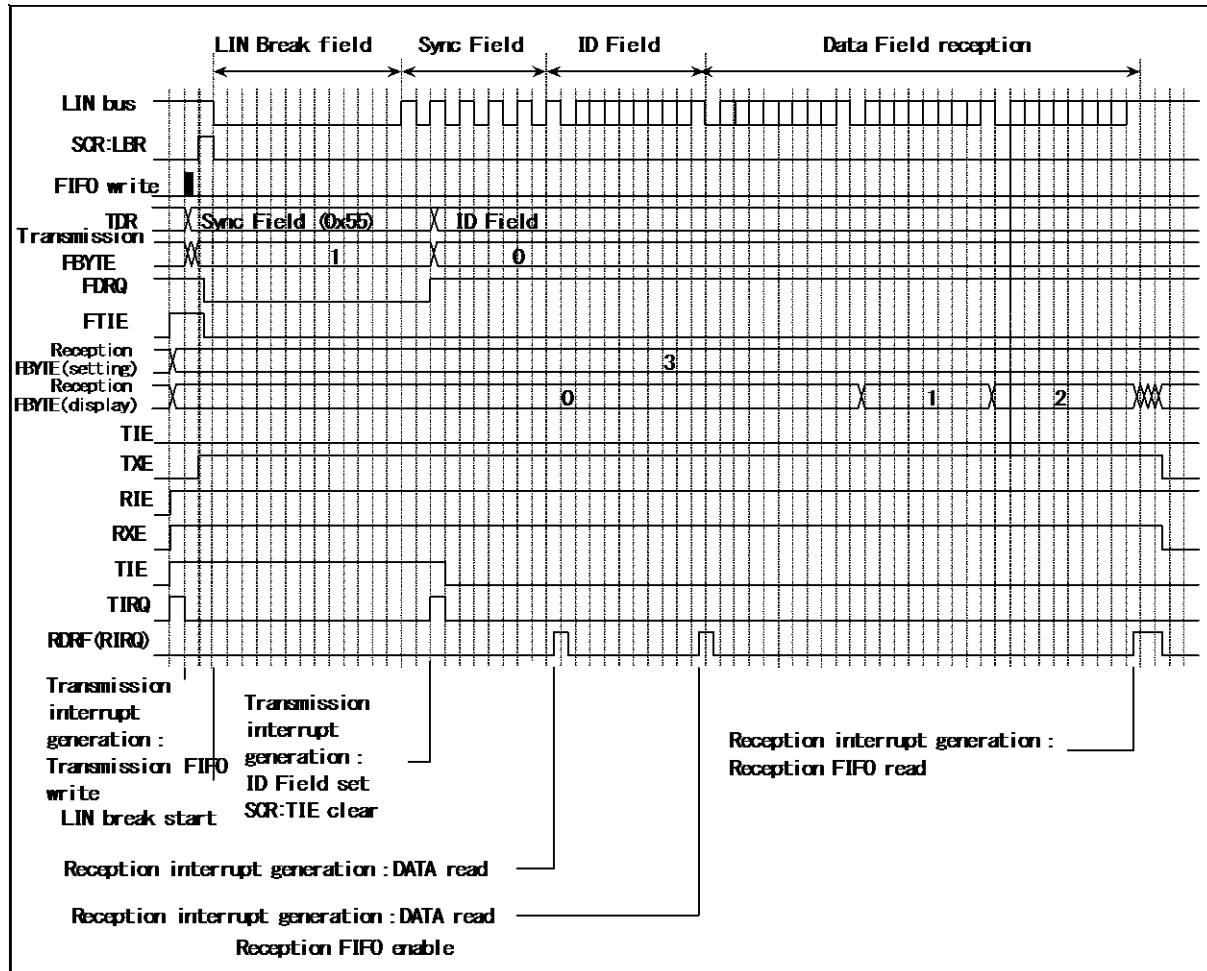 LIN Break field Sync Field ID Field Data Field reception
LIN bus
SCR:LBR
FIFO write
TDR Sync Field (0x55) ID Field
Transmission
FBYTE 1 0
FDRQ
FTIE
Reception
FBYTE(setting) 3
Reception
FBYTE(display) 0 1 2
TIE
TXE
RIE
RXE
TIE
TIRQ
RDRF(RIRQ)
Transmission
interrupt
generation :
Transmission FIFO
write
LIN break start
Transmission
interrupt
generation :
ID Field set
SCR:TIE clear
Reception interrupt generation :
Reception FIFO read
Reception interrupt generation : DATA read
Reception interrupt generation : DATA read
Reception FIFO enable